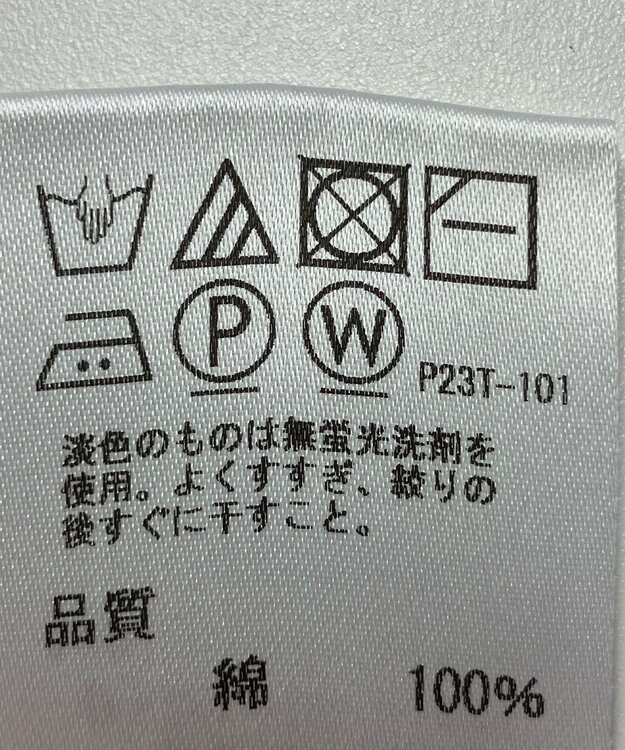 P W P23T-101
淡色のものは無蛍光洗剤を
使用。よくすすぎ、絞りの
後すぐに干すこと。
品質
綿 100%